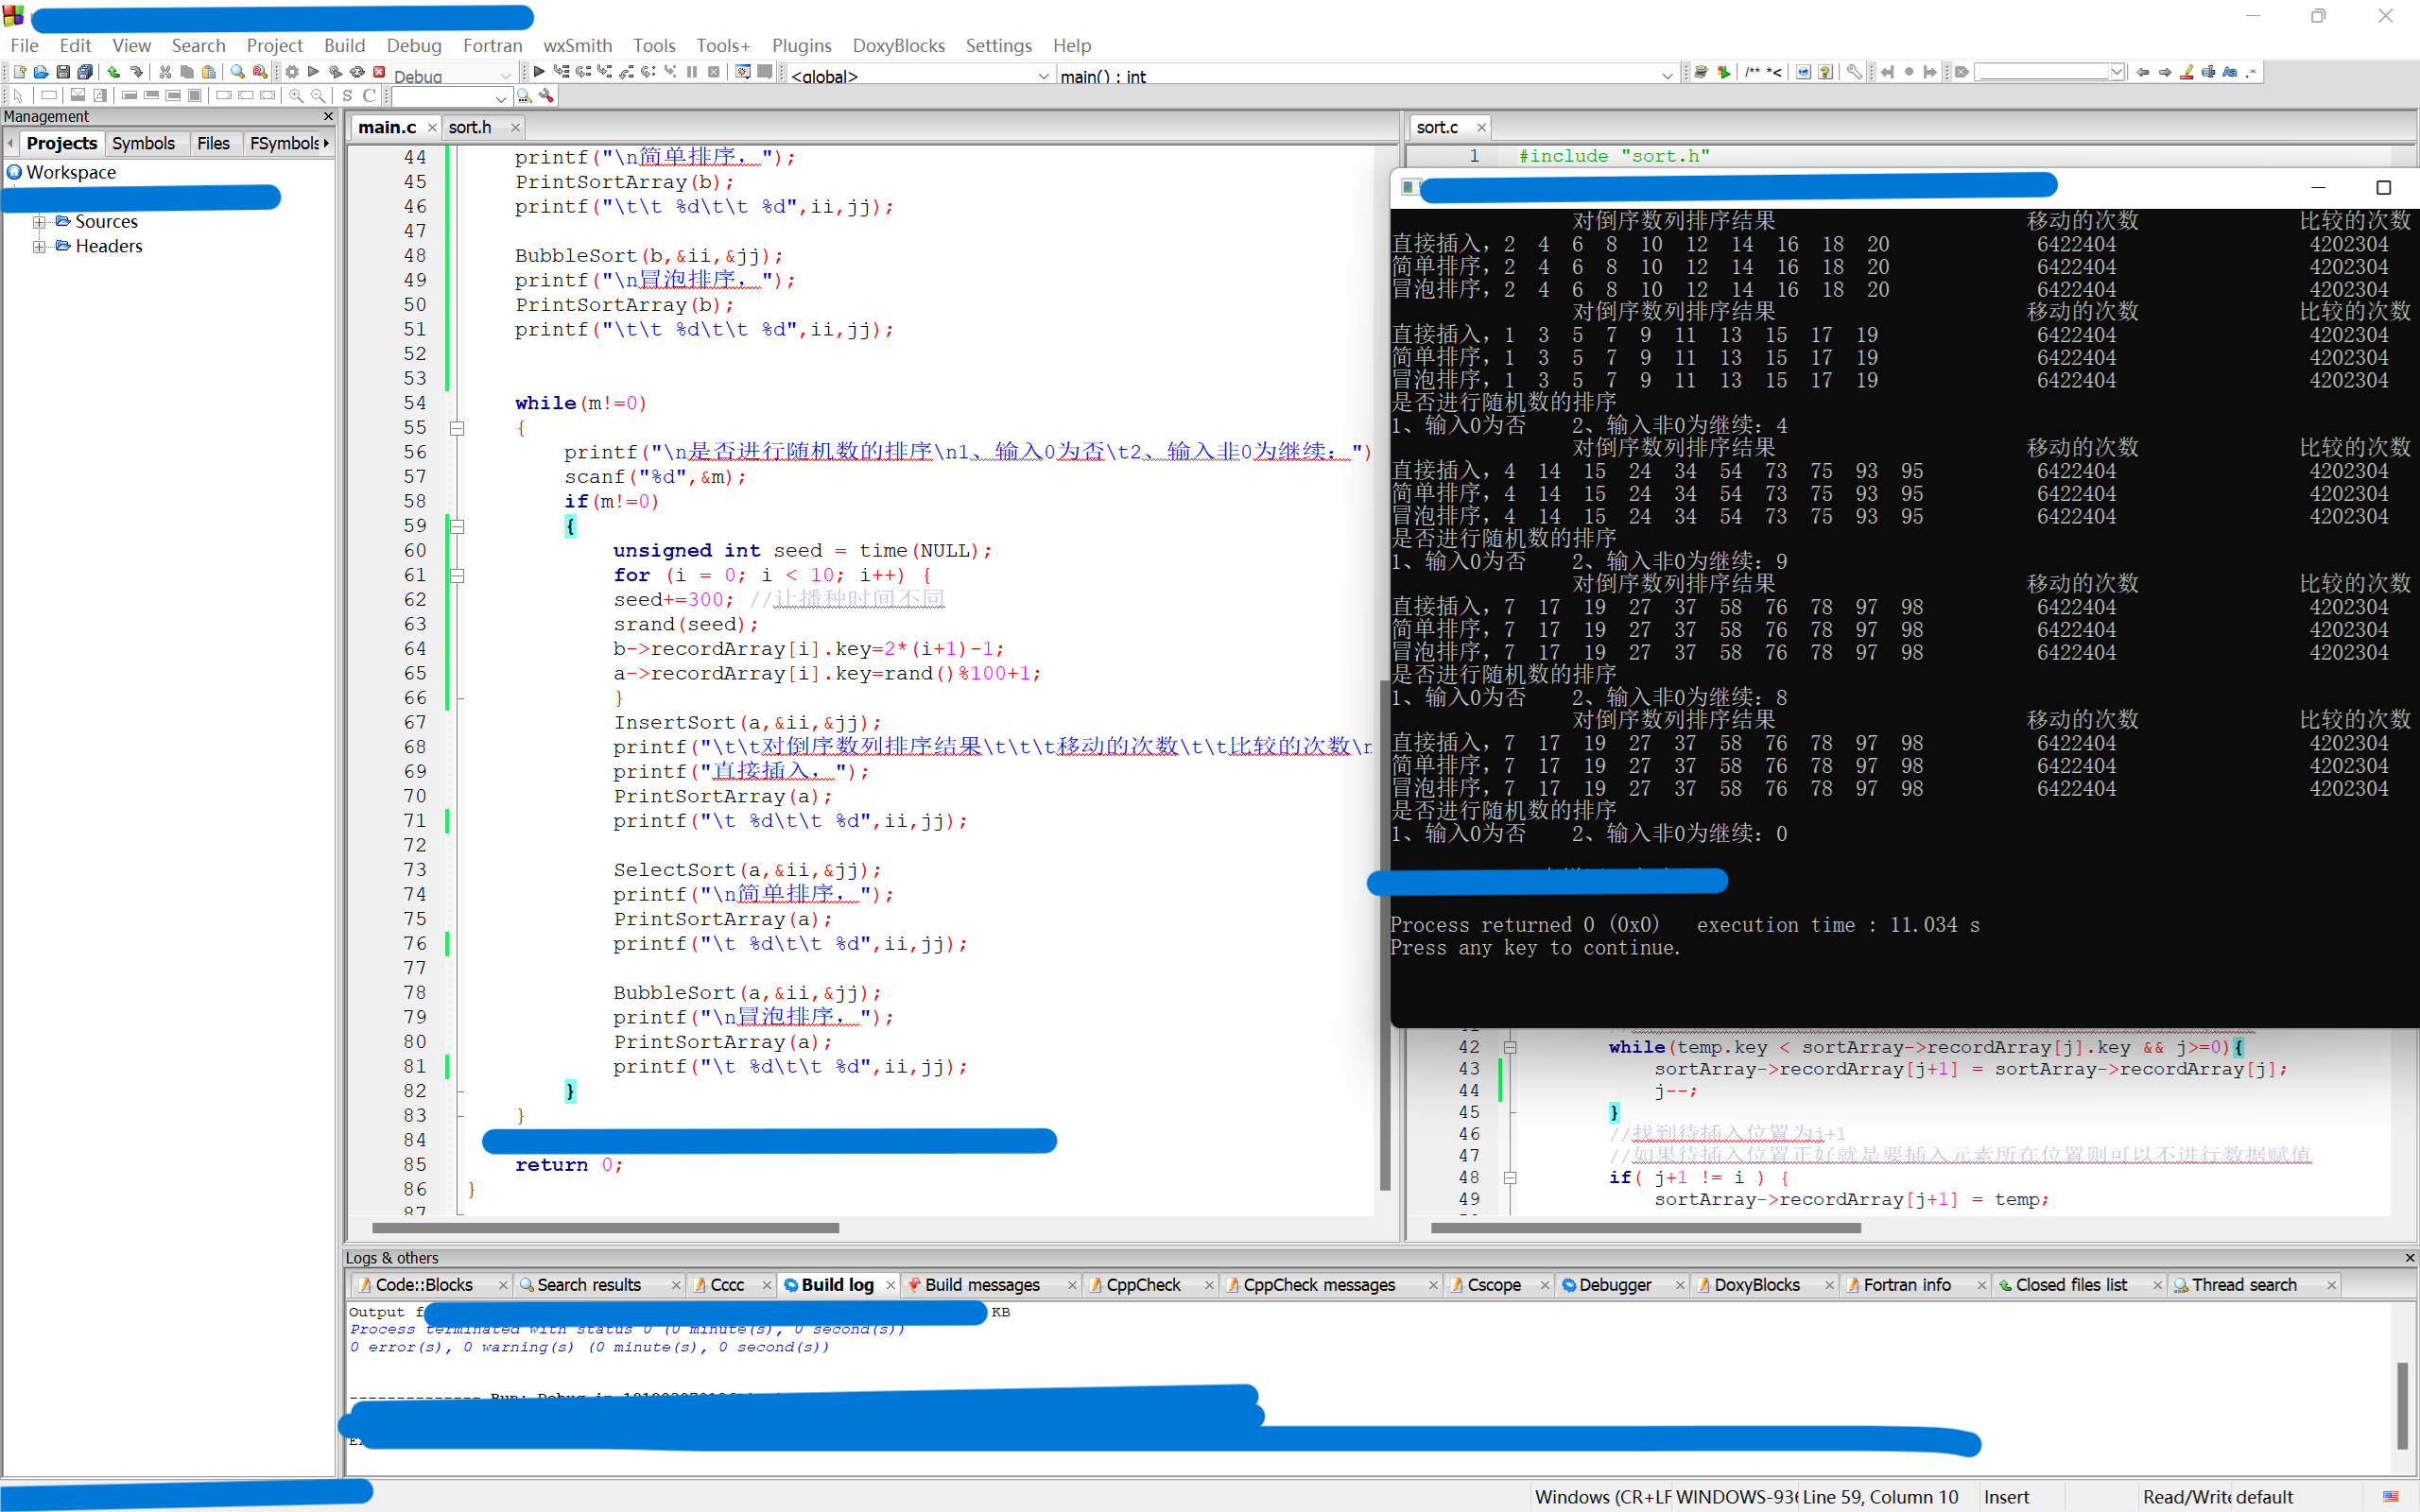 File Edit View Search Project Build Debug Fortran wxSmith Tools Tools+ Plugins DoxyBlocks Settings Help
Debug <global> main() : int /** *<
S C
Management
Projects Symbols Files FSymbols
Workspace
Sources
Headers
main.c sort.h
44 printf("\n简单排序, ");
45 PrintSortArray(b);
46 printf("\t\t %d\t\t %d",ii,jj);
47
48 BubbleSort(b,&ii,&jj);
49 printf("\n冒泡排序, ");
50 PrintSortArray(b);
51 printf("\t\t %d\t\t %d",ii,jj);
52
53
54 while(m!=0)
55 {
56 printf("\n是否进行随机数的排序\n1、输入0为否\t2、输入非0为继续: ")
57 scanf("%d",&m);
58 if(m!=0)
59 {
60 unsigned int seed = time(NULL);
61 for (i = 0; i < 10; i++) {
62 seed+=300; //让播种时间不同
63 srand(seed);
64 b->recordArray[i].key=2*(i+1)-1;
65 a->recordArray[i].key=rand()%100+1;
66 }
67 InsertSort(a,&ii,&jj);
68 printf("\t\t对倒序数列排序结果\t\t\t移动的次数\t\t比较的次数\n
69 printf("直接插入, ");
70 PrintSortArray(a);
71 printf("\t %d\t\t %d",ii,jj);
72
73 SelectSort(a,&ii,&jj);
74 printf("\n简单排序, ");
75 PrintSortArray(a);
76 printf("\t %d\t\t %d",ii,jj);
77
78 BubbleSort(a,&ii,&jj);
79 printf("\n冒泡排序, ");
80 PrintSortArray(a);
81 printf("\t %d\t\t %d",ii,jj);
82 }
83 }
84
85 return 0;
86 }
87
sort.c
1 #include "sort.h"
对倒序数列排序结果 移动的次数 比较的次数
直接插入, 2 4 6 8 10 12 14 16 18 20 6422404 4202304
简单排序, 2 4 6 8 10 12 14 16 18 20 6422404 4202304
冒泡排序, 2 4 6 8 10 12 14 16 18 20 6422404 4202304
对倒序数列排序结果 移动的次数 比较的次数
直接插入, 1 3 5 7 9 11 13 15 17 19 6422404 4202304
简单排序, 1 3 5 7 9 11 13 15 17 19 6422404 4202304
冒泡排序, 1 3 5 7 9 11 13 15 17 19 6422404 4202304
是否进行随机数的排序
1、输入0为否 2、输入非0为继续: 4
对倒序数列排序结果 移动的次数 比较的次数
直接插入, 4 14 15 24 34 54 73 75 93 95 6422404 4202304
简单排序, 4 14 15 24 34 54 73 75 93 95 6422404 4202304
冒泡排序, 4 14 15 24 34 54 73 75 93 95 6422404 4202304
是否进行随机数的排序
1、输入0为否 2、输入非0为继续: 9
对倒序数列排序结果 移动的次数 比较的次数
直接插入, 7 17 19 27 37 58 76 78 97 98 6422404 4202304
简单排序, 7 17 19 27 37 58 76 78 97 98 6422404 4202304
冒泡排序, 7 17 19 27 37 58 76 78 97 98 6422404 4202304
是否进行随机数的排序
1、输入0为否 2、输入非0为继续: 8
对倒序数列排序结果 移动的次数 比较的次数
直接插入, 7 17 19 27 37 58 76 78 97 98 6422404 4202304
简单排序, 7 17 19 27 37 58 76 78 97 98 6422404 4202304
冒泡排序, 7 17 19 27 37 58 76 78 97 98 6422404 4202304
是否进行随机数的排序
1、输入0为否 2、输入非0为继续: 0
Process returned 0 (0x0) execution time : 11.034 s
Press any key to continue.
42 while(temp.key < sortArray->recordArray[j].key && j>=0){
43 sortArray->recordArray[j+1] = sortArray->recordArray[j];
44 j--;
45 }
46 //找到待插入位置为j+1
47 //如果待插入位置正好就是要插入元素所在位置则可以不进行数据赋值
48 if( j+1 != i ) {
49 sortArray->recordArray[j+1] = temp;
Logs & others
Code::Blocks Search results Cccc Build log Build messages CppCheck CppCheck messages Cscope Debugger DoxyBlocks Fortran info Closed files list Thread search
Output KB
Process terminated with status 0 (0 minute(s), 0 second(s))
0 error(s), 0 warning(s) (0 minute(s), 0 second(s))
-------------- Run: Debug in
Windows (CR+LF WINDOWS-936 Line 59, Column 10 Insert Read/Write default